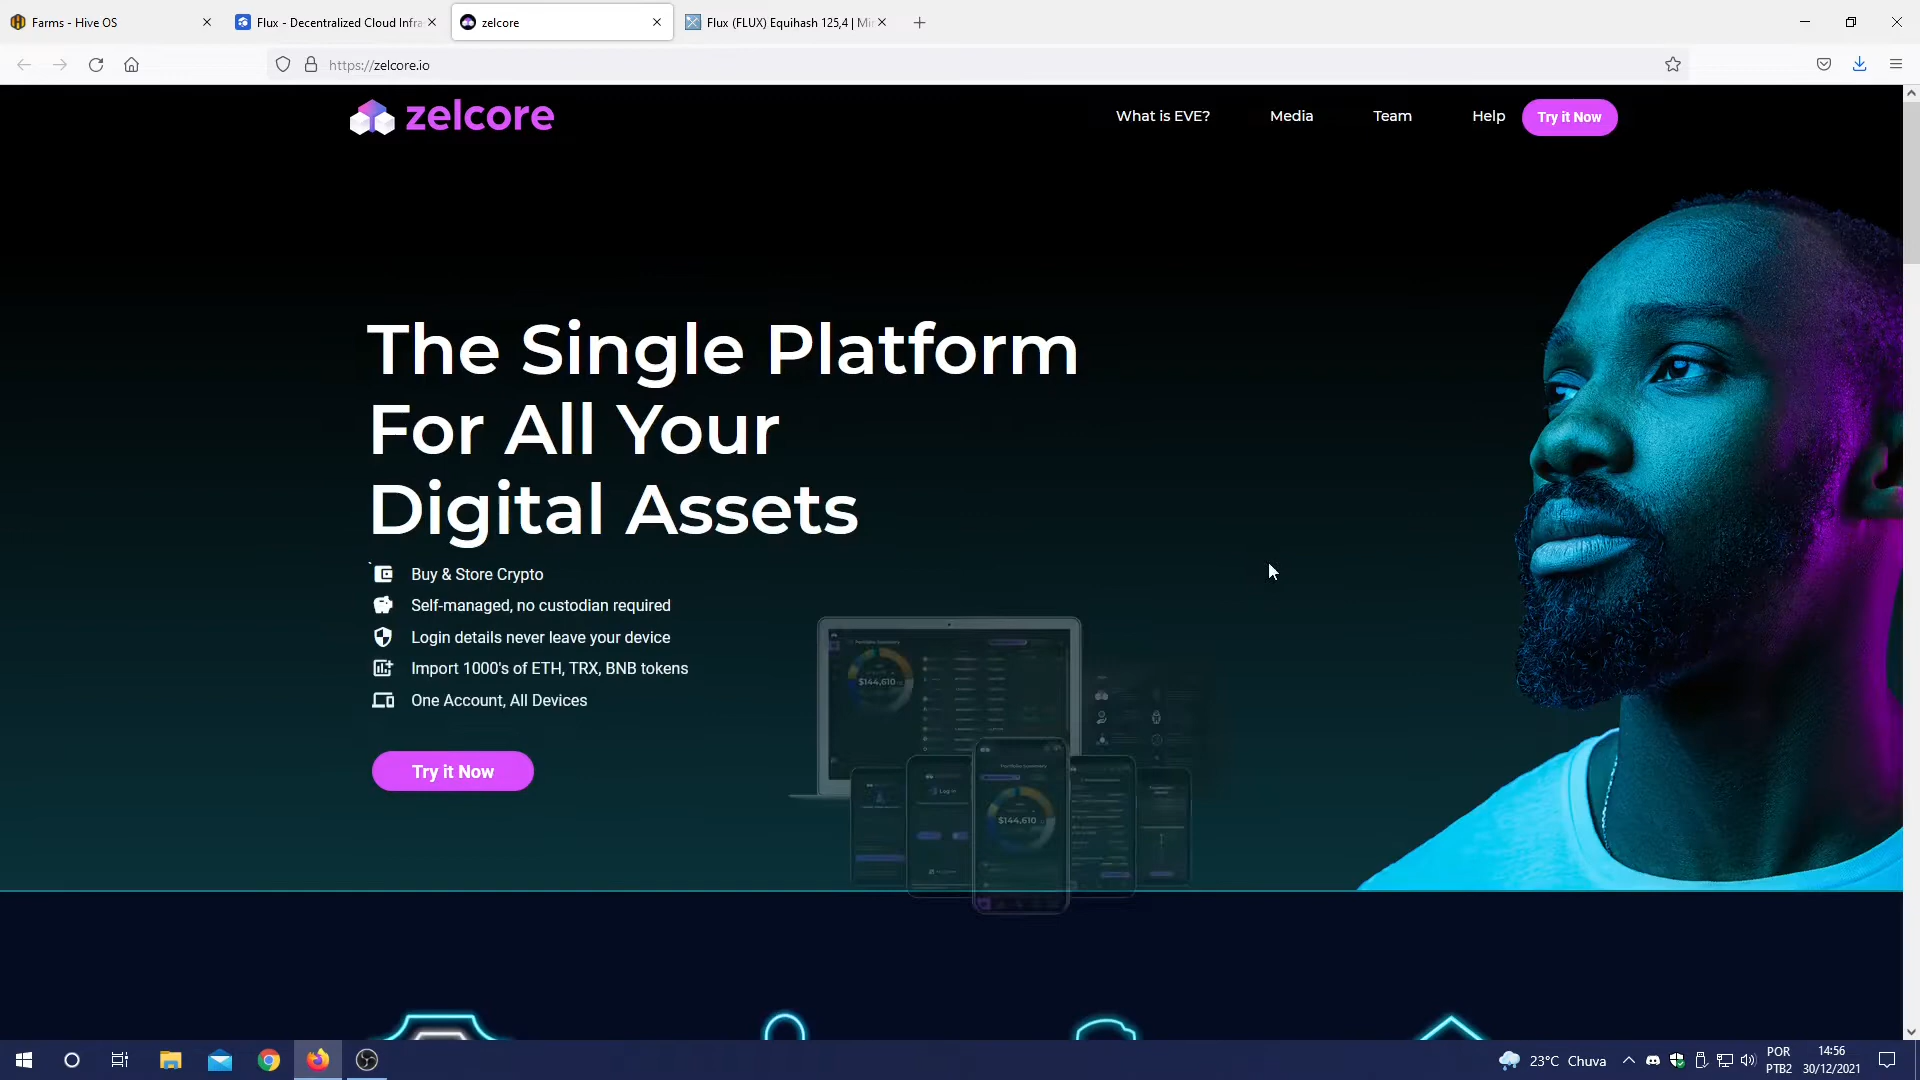 Farms - Hive OS
Flux - Decentralized Cloud Infra
zelcore
Flux (FLUX) Equihash 125,4 | Min
https://zelcore.io
zelcore
What is EVE?
Media
Team
Help
Try it Now
The Single Platform
For All Your
Digital Assets
Buy & Store Crypto
Self-managed, no custodian required
Login details never leave your device
Import 1000's of ETH, TRX, BNB tokens
One Account, All Devices
Try it Now
$144,610
Log in
$144,610
23°C Chuva
POR
PTB2
14:56
30/12/2021